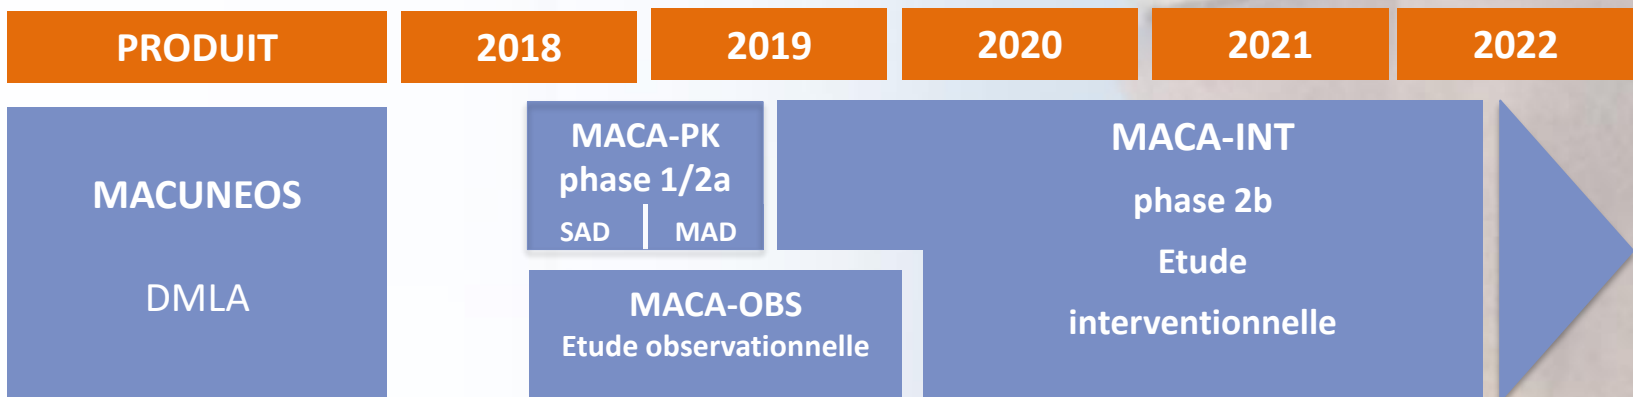 PRODUIT
2018
2019
2020
2021
2022
MACUNEOS
DMLA
MACA-PK
phase 1/2a
SAD
MAD
MACA-OBS
Etude observationnelle
MACA-INT
phase 2b
Etude
interventionnelle